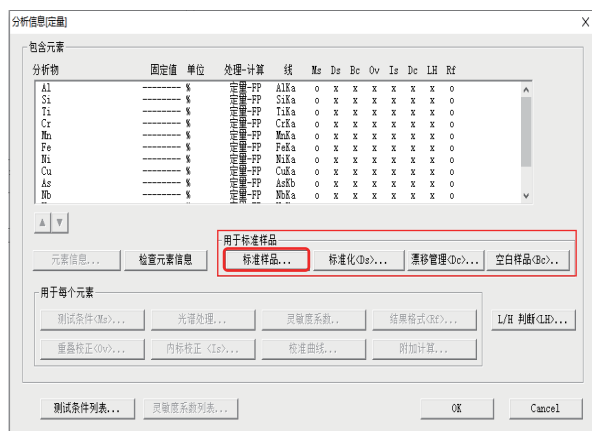 分析信息[定量]
X
包含元素
分析物 固定值 单位 处理-计算 线 Ms Ds Bc Ov Is Dc LH Rf
Al -------- % 定量-FP AlKa o x x x x x x o
Si -------- % 定量-FP SiKa o x x x x x x o
Ti -------- % 定量-FP TiKa o x x x x x x o
Cr -------- % 定量-FP CrKa o x x x x x x o
Mn -------- % 定量-FP MnKa o x x x x x x o
Fe -------- % 定量-FP FeKa o x x x x x x o
Ni -------- % 定量-FP NiKa o x x x x x x o
Cu -------- % 定量-FP CuKa o x x x x x x o
As -------- % 定量-FP AsKb o x x x x x x o
Nb -------- % 定量-FP NbKa o x x x x x x o
用于标准样品
元素信息... 检查元素信息 标准样品... 标准化<Ds>... 漂移管理<Dc>... 空白样品<Bc>..
用于每个元素
测试条件<Ms>... 光谱处理... 灵敏度系数.. 结果格式<Rf>... L/H 判断<LH>...
重叠校正<Ov>... 内标校正 <Is>... 校准曲线... 附加计算...
测试条件列表... 灵敏度系数列表... OK Cancel